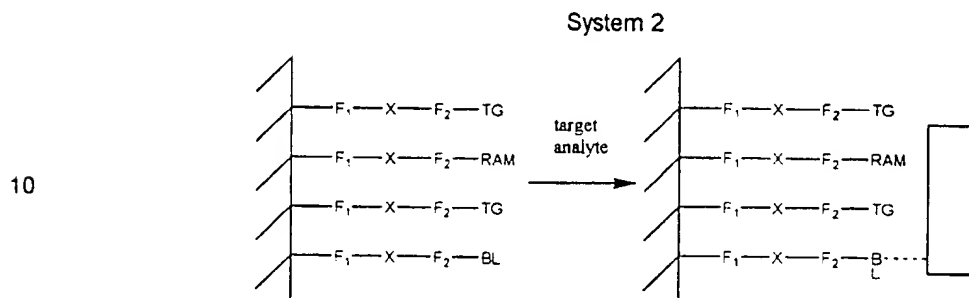 System 2
F₁—X—F₂—TG F₁—X—F₂—TG
target
analyte
F₁—X—F₂—RAM F₁—X—F₂—RAM
10
F₁—X—F₂—TG F₁—X—F₂—TG
F₁—X—F₂—BL F₁—X—F₂—B
L